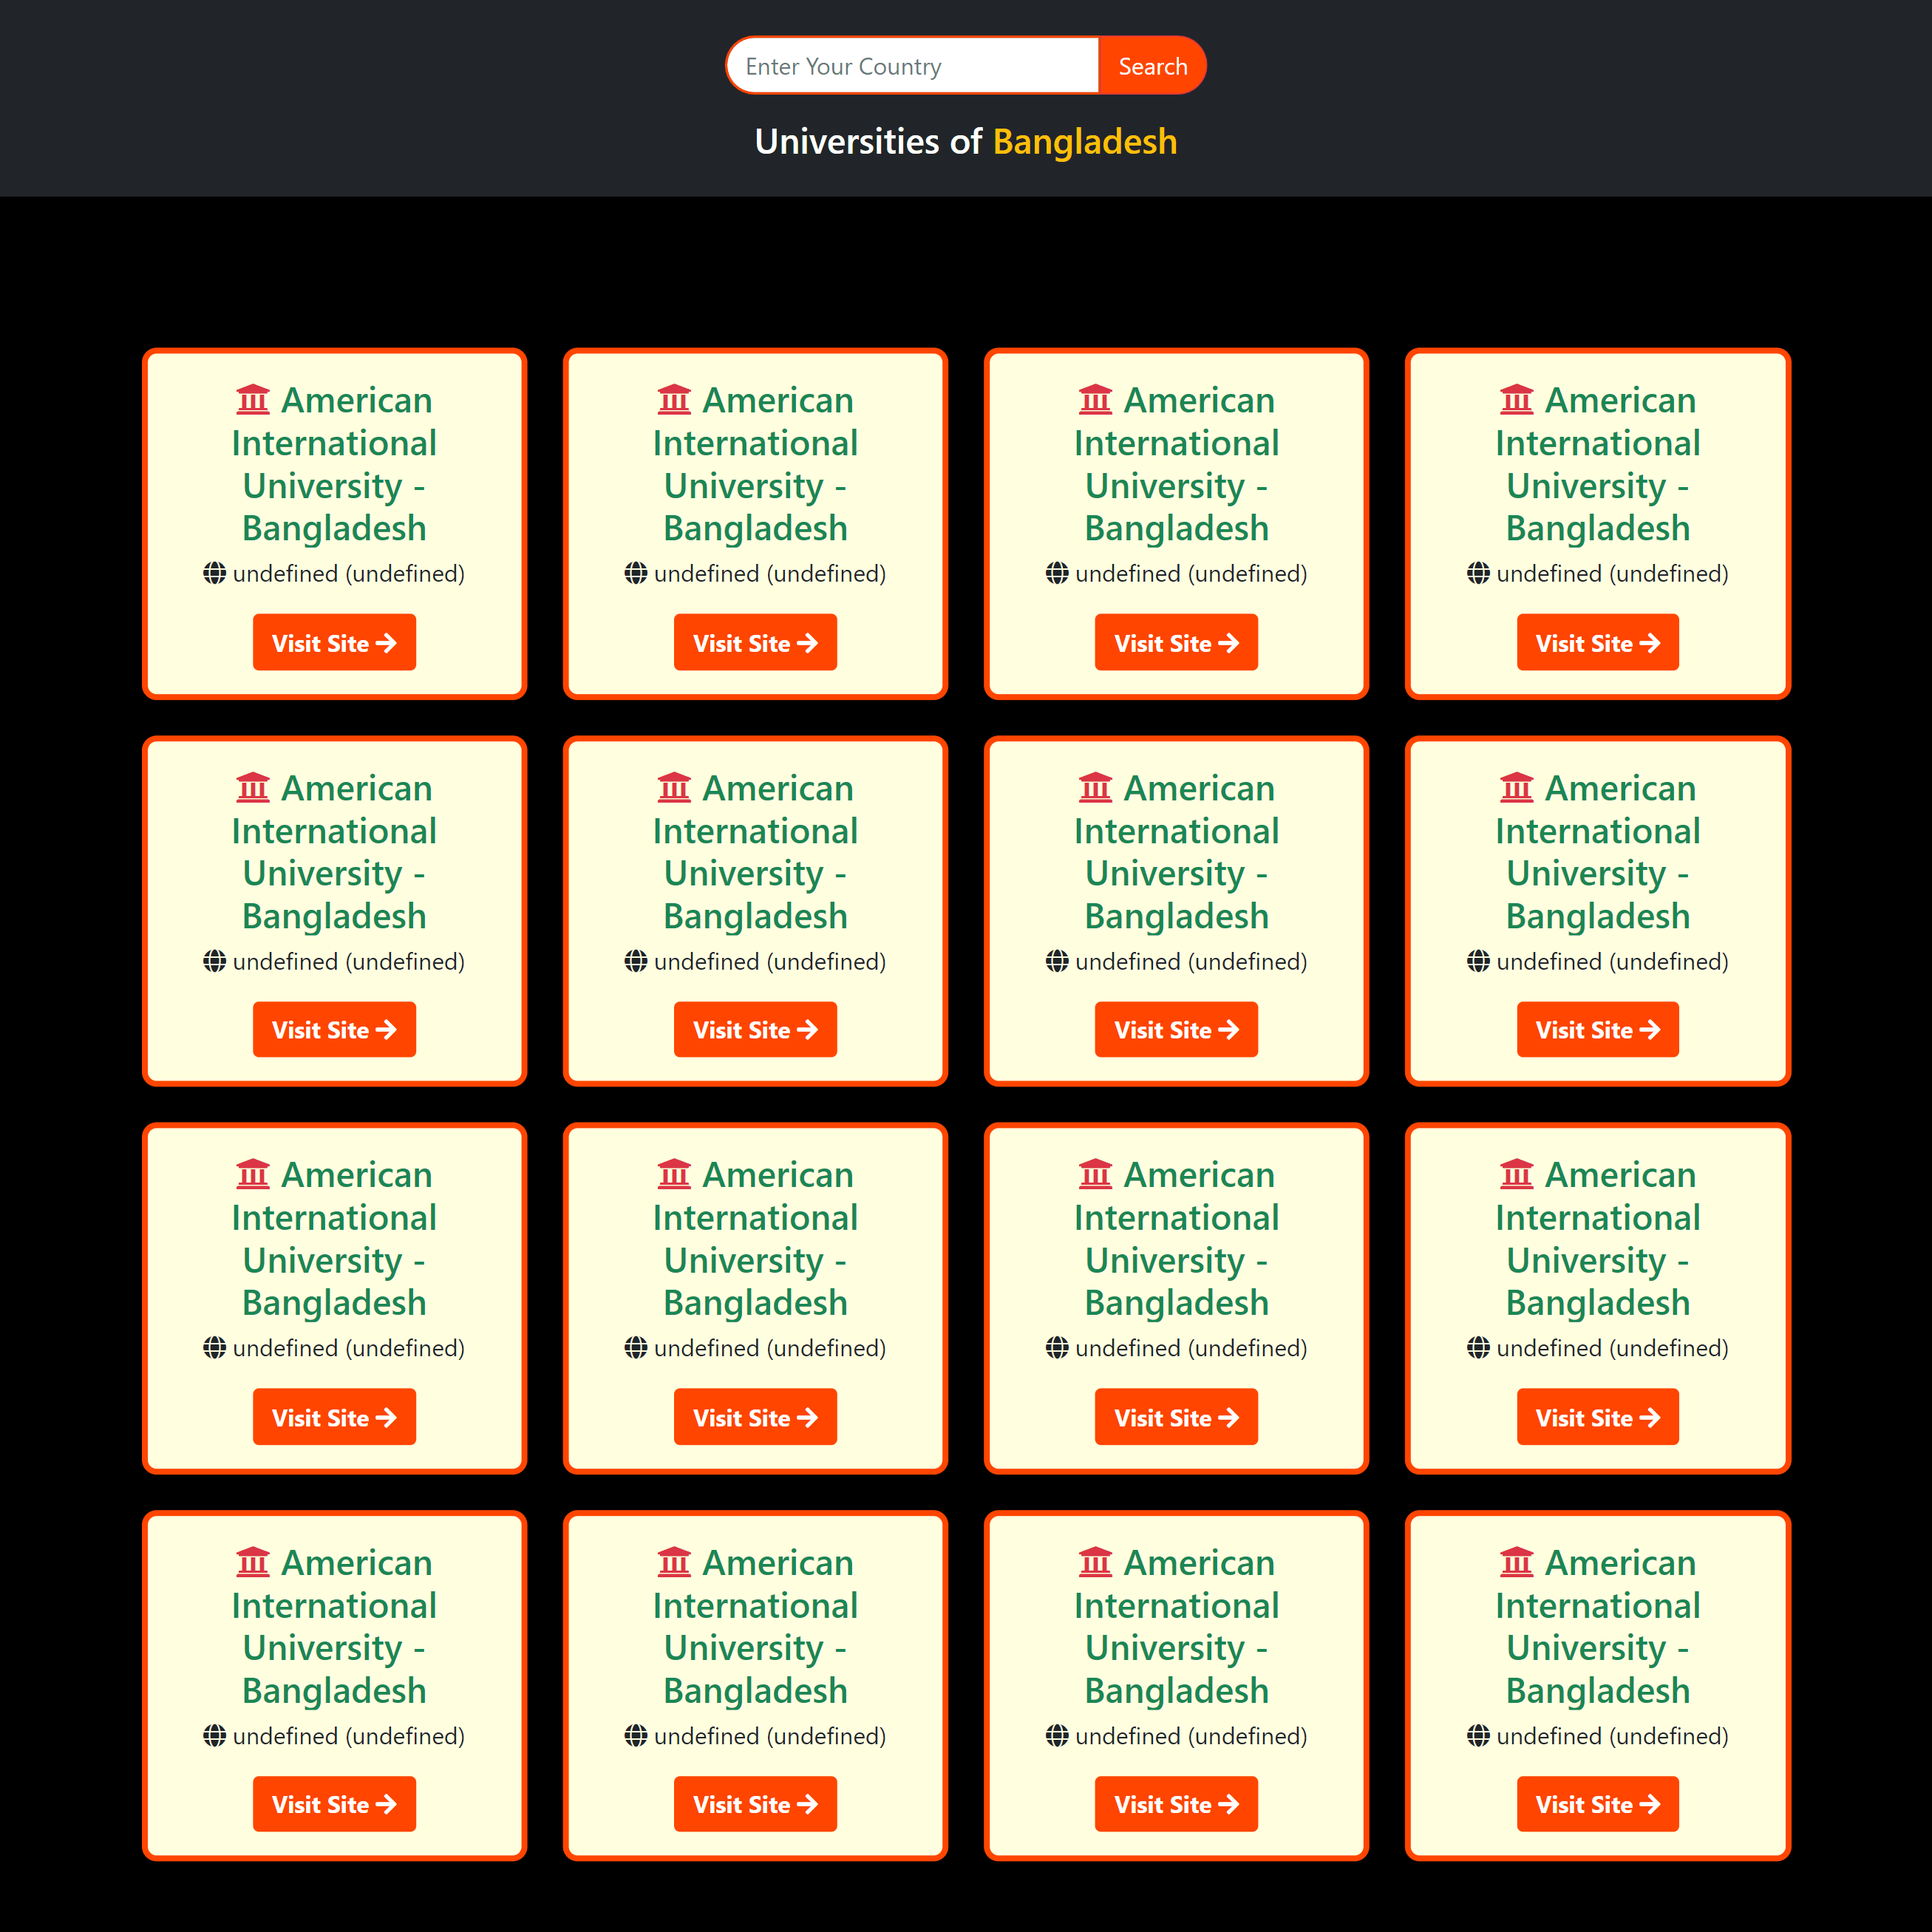 Enter Your Country
Search
Universities of Bangladesh
American
International
University -
Bangladesh
undefined (undefined)
Visit Site
American
International
University -
Bangladesh
undefined (undefined)
Visit Site
American
International
University -
Bangladesh
undefined (undefined)
Visit Site
American
International
University -
Bangladesh
undefined (undefined)
Visit Site
American
International
University -
Bangladesh
undefined (undefined)
Visit Site
American
International
University -
Bangladesh
undefined (undefined)
Visit Site
American
International
University -
Bangladesh
undefined (undefined)
Visit Site
American
International
University -
Bangladesh
undefined (undefined)
Visit Site
American
International
University -
Bangladesh
undefined (undefined)
Visit Site
American
International
University -
Bangladesh
undefined (undefined)
Visit Site
American
International
University -
Bangladesh
undefined (undefined)
Visit Site
American
International
University -
Bangladesh
undefined (undefined)
Visit Site
American
International
University -
Bangladesh
undefined (undefined)
Visit Site
American
International
University -
Bangladesh
undefined (undefined)
Visit Site
American
International
University -
Bangladesh
undefined (undefined)
Visit Site
American
International
University -
Bangladesh
undefined (undefined)
Visit Site